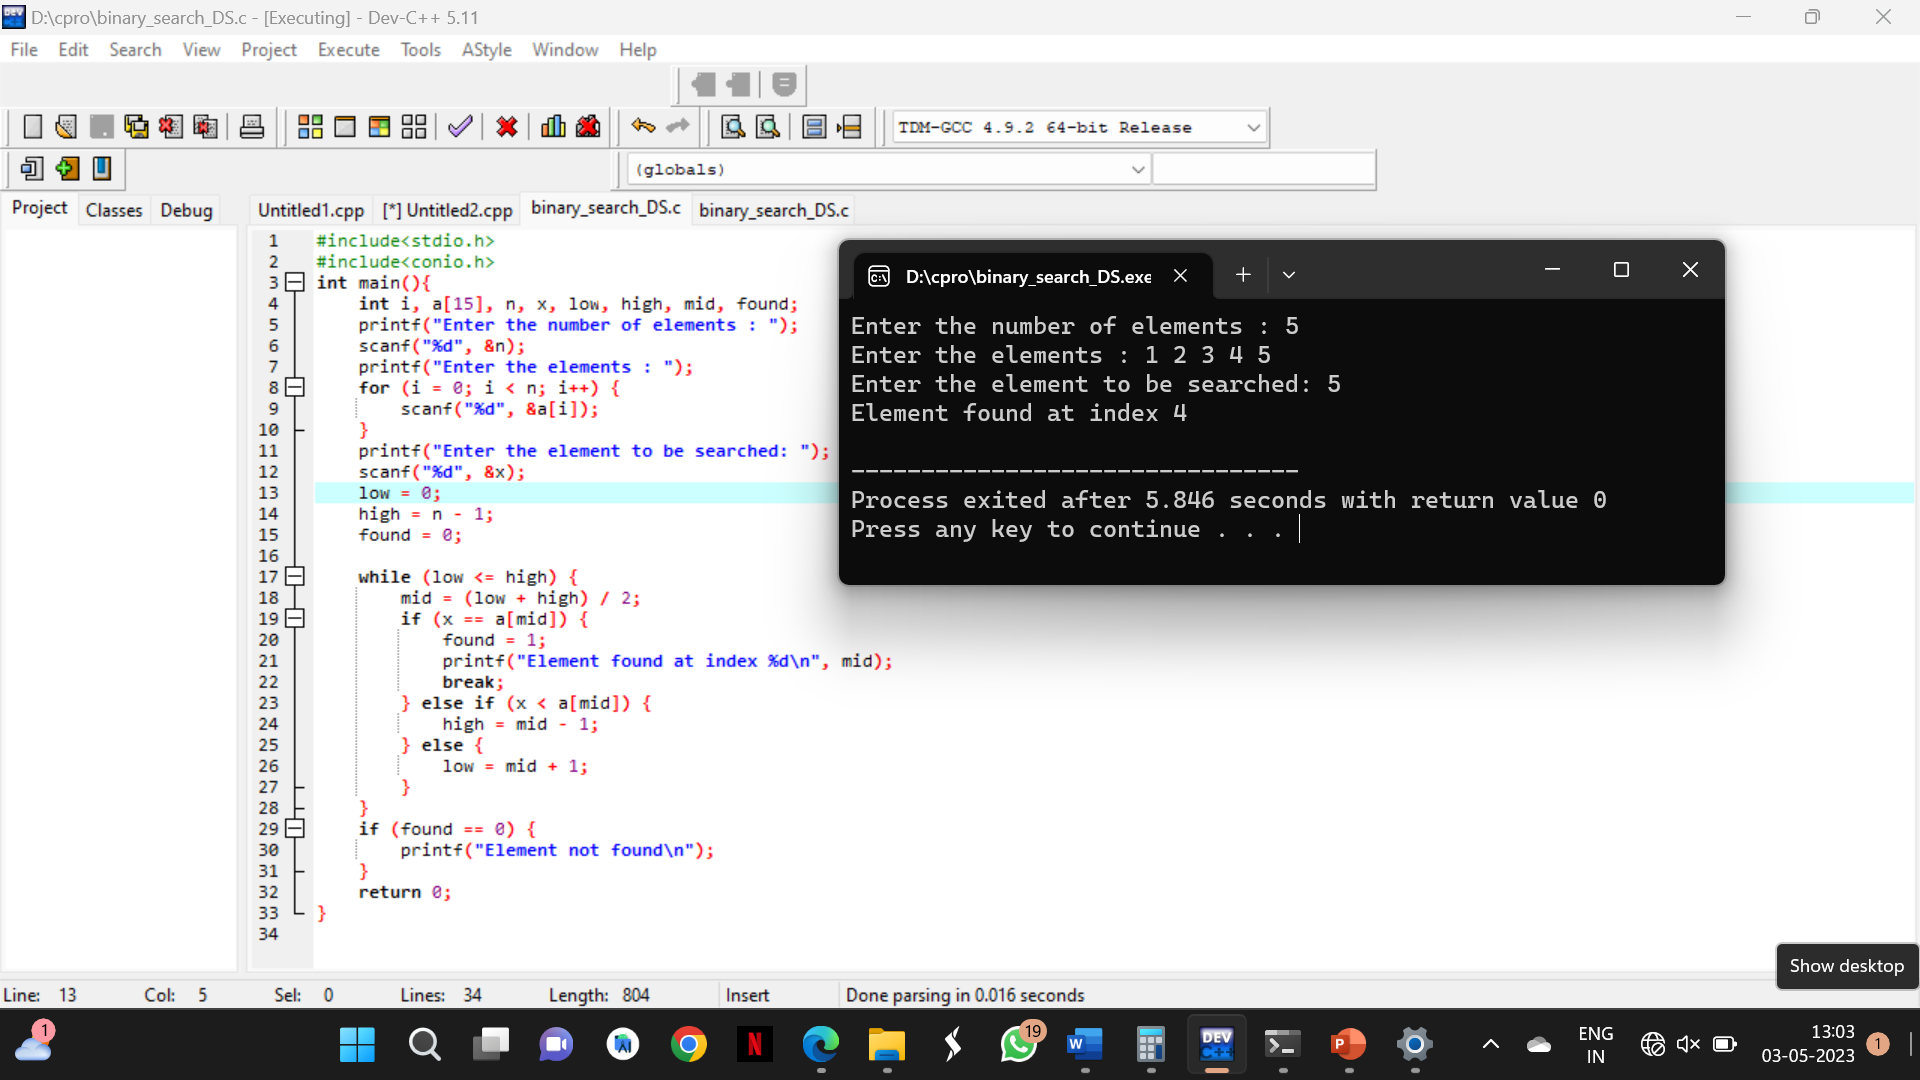 D:\cpro\binary_search_DS.c - [Executing] - Dev-C++ 5.11
File Edit Search View Project Execute Tools AStyle Window Help
TDM-GCC 4.9.2 64-bit Release
(globals)
Project Classes Debug
Untitled1.cpp [*] Untitled2.cpp binary_search_DS.c binary_search_DS.c
1 #include<stdio.h>
2 #include<conio.h>
3 int main(){
4 int i, a[15], n, x, low, high, mid, found;
5 printf("Enter the number of elements : ");
6 scanf("%d", &n);
7 printf("Enter the elements : ");
8 for (i = 0; i < n; i++) {
9 scanf("%d", &a[i]);
10 }
11 printf("Enter the element to be searched: ");
12 scanf("%d", &x);
13 low = 0;
14 high = n - 1;
15 found = 0;
16
17 while (low <= high) {
18 mid = (low + high) / 2;
19 if (x == a[mid]) {
20 found = 1;
21 printf("Element found at index %d\n", mid);
22 break;
23 } else if (x < a[mid]) {
24 high = mid - 1;
25 } else {
26 low = mid + 1;
27 }
28 }
29 if (found == 0) {
30 printf("Element not found\n");
31 }
32 return 0;
33 }
34
D:\cpro\binary_search_DS.exe
Enter the number of elements : 5
Enter the elements : 1 2 3 4 5
Enter the element to be searched: 5
Element found at index 4
--------------------------------
Process exited after 5.846 seconds with return value 0
Press any key to continue . . .
Show desktop
Line: 13 Col: 5 Sel: 0 Lines: 34 Length: 804 Insert Done parsing in 0.016 seconds
1
N
19
W
DEV C++
P
ENG
IN
13:03
03-05-2023
1